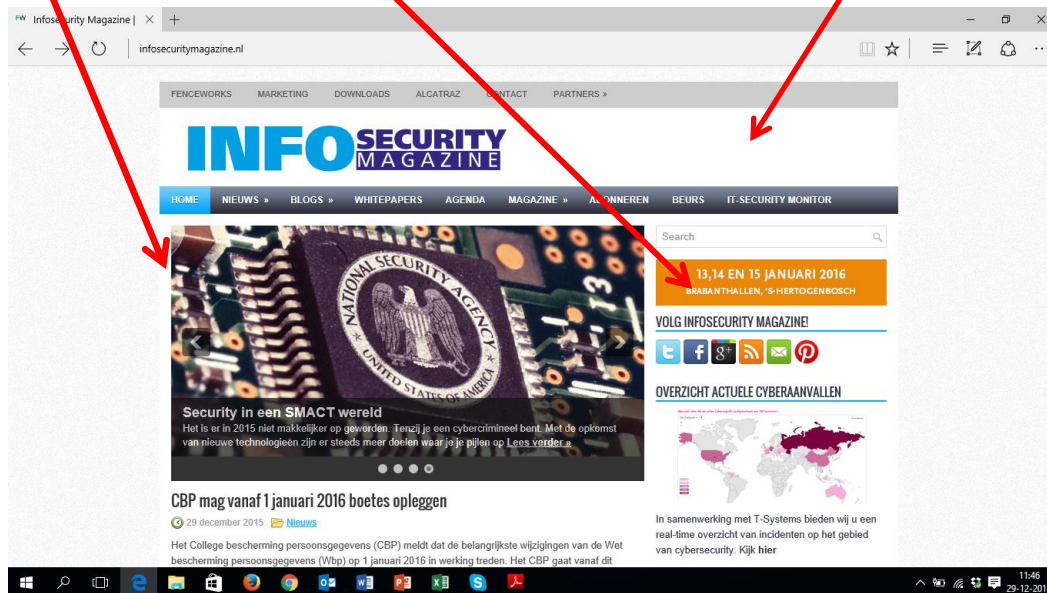 Infosecurity Magazine |
infosecuritymagazine.nl
FENCEWORKS MARKETING DOWNLOADS ALCATRAZ CONTACT PARTNERS »
INFO SECURITY
MAGAZINE
HOME NIEUWS » BLOGS » WHITEPAPERS AGENDA MAGAZINE » ABONNEREN BEURS IT-SECURITY MONITOR
Search
NATIONAL SECURITY AGENCY
UNITED STATES OF AMERICA
Security in een SMACT wereld
Het is er in 2015 niet makkelijker op geworden. Tenzij je een cybercrimineel bent. Met de opkomst
van nieuwe technologieën zijn er steeds meer doelen waar je je pijlen op Lees verder »
CBP mag vanaf 1 januari 2016 boetes opleggen
29 december 2015 Nieuws
Het College bescherming persoonsgegevens (CBP) meldt dat de belangrijkste wijzigingen van de Wet
bescherming persoonsgegevens (Wbp) op 1 januari 2016 in werking treden. Het CBP gaat vanaf dit
13,14 EN 15 JANUARI 2016
BRABANTHALLEN, 'S-HERTOGENBOSCH
VOLG INFOSECURITY MAGAZINE!
OVERZICHT ACTUELE CYBERAANVALLEN
In samenwerking met T-Systems bieden wij u een
real-time overzicht van incidenten op het gebied
van cybersecurity. Kijk hier
11:46
29-12-201